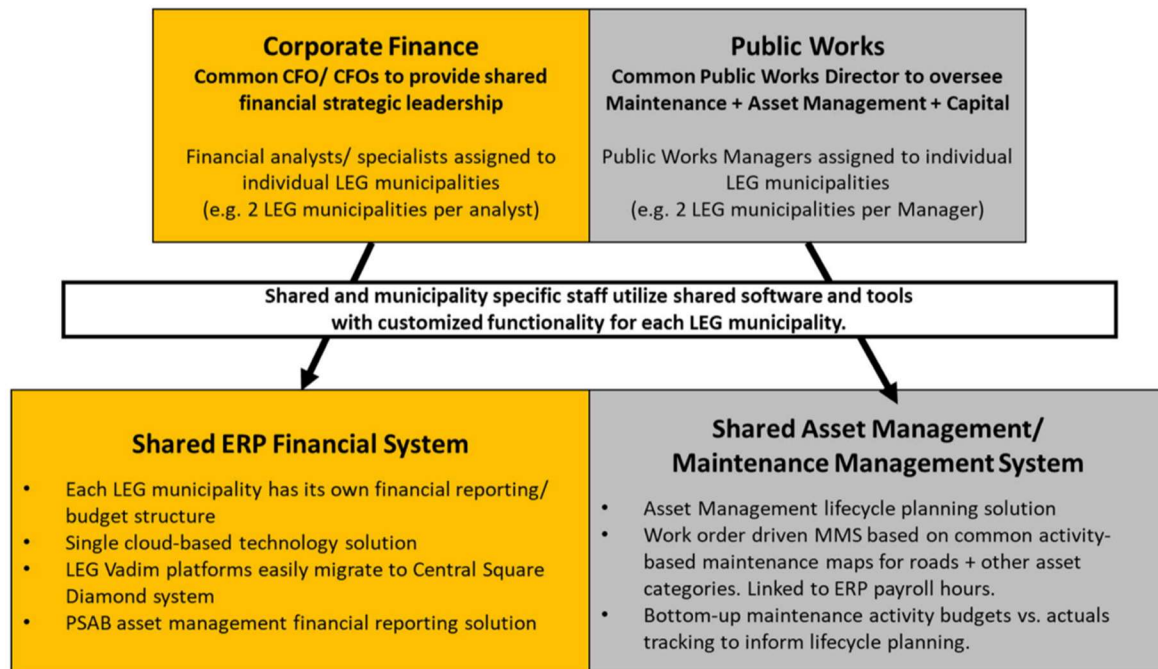 Corporate Finance
Common CFO/ CFOs to provide shared
financial strategic leadership
Financial analysts/ specialists assigned to
individual LEG municipalities
(e.g. 2 LEG municipalities per analyst)
Public Works
Common Public Works Director to oversee
Maintenance + Asset Management + Capital
Public Works Managers assigned to individual
LEG municipalities
(e.g. 2 LEG municipalities per Manager)
Shared and municipality specific staff utilize shared software and tools
with customized functionality for each LEG municipality.
Shared ERP Financial System
• Each LEG municipality has its own financial reporting/
budget structure
• Single cloud-based technology solution
• LEG Vadim platforms easily migrate to Central Square
Diamond system
• PSAB asset management financial reporting solution
Shared Asset Management/
Maintenance Management System
• Asset Management lifecycle planning solution
• Work order driven MMS based on common activity-
based maintenance maps for roads + other asset
categories. Linked to ERP payroll hours.
• Bottom-up maintenance activity budgets vs. actuals
tracking to inform lifecycle planning.